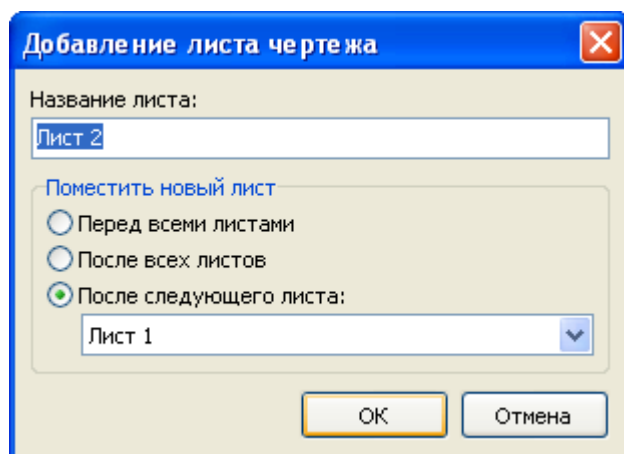 Добавление листа чертежа
Название листа:
Лист 2
Поместить новый лист
Перед всеми листами
После всех листов
После следующего листа:
Лист 1
ОК Отмена